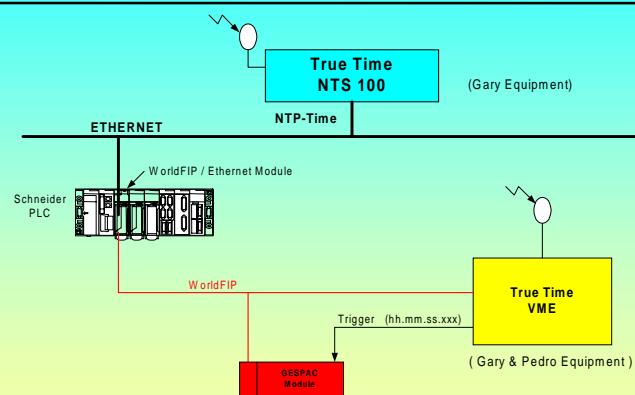 True Time
NTS 100
(Gary Equipment)
NTP-Time
ETHERNET
WorldFIP / Ethernet Module
Schneider
PLC
WorldFIP
True Time
VME
Trigger (hh.mm.ss.xxx)
( Gary & Pedro Equipment )
GESPAC
Module